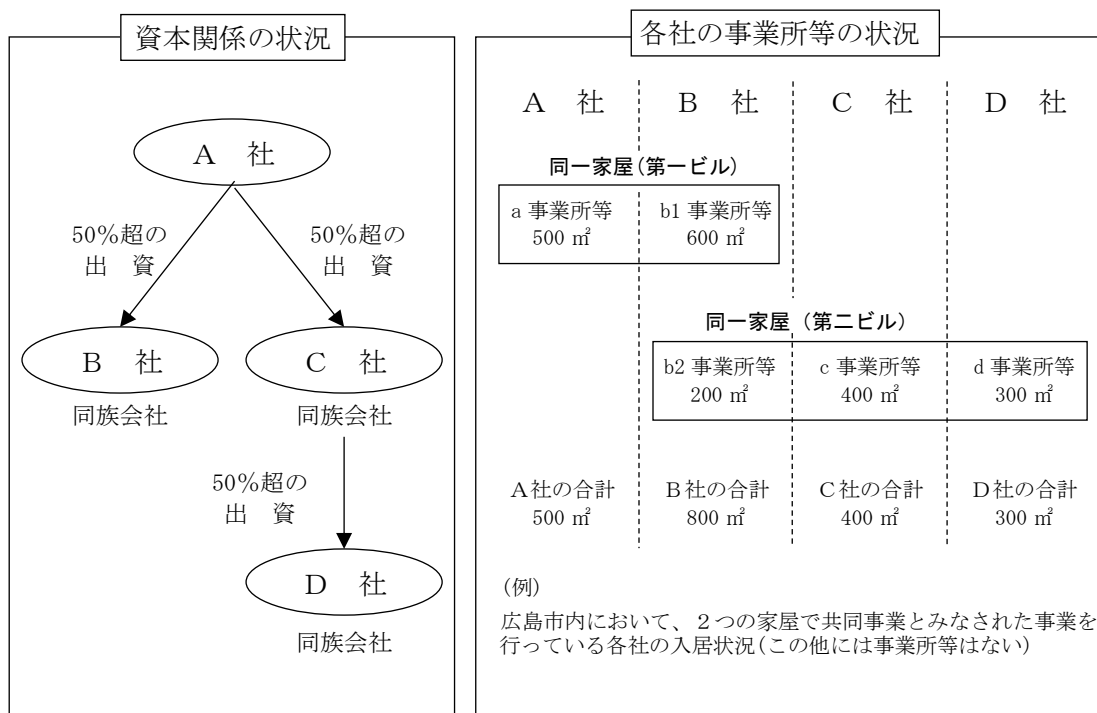 資本関係の状況
A 社
50%超の
出 資
50%超の
出 資
B 社
同族会社
C 社
同族会社
50%超の
出 資
D 社
同族会社
各社の事業所等の状況
A 社
B 社
C 社
D 社
同一家屋(第一ビル)
a 事業所等
500 ㎡
b1 事業所等
600 ㎡
同一家屋(第二ビル)
b2 事業所等
200 ㎡
c 事業所等
400 ㎡
d 事業所等
300 ㎡
A社の合計
500 ㎡
B社の合計
800 ㎡
C社の合計
400 ㎡
D社の合計
300 ㎡
(例)
広島市内において、２つの家屋で共同事業とみなされた事業を
行っている各社の入居状況(この他には事業所等はない)